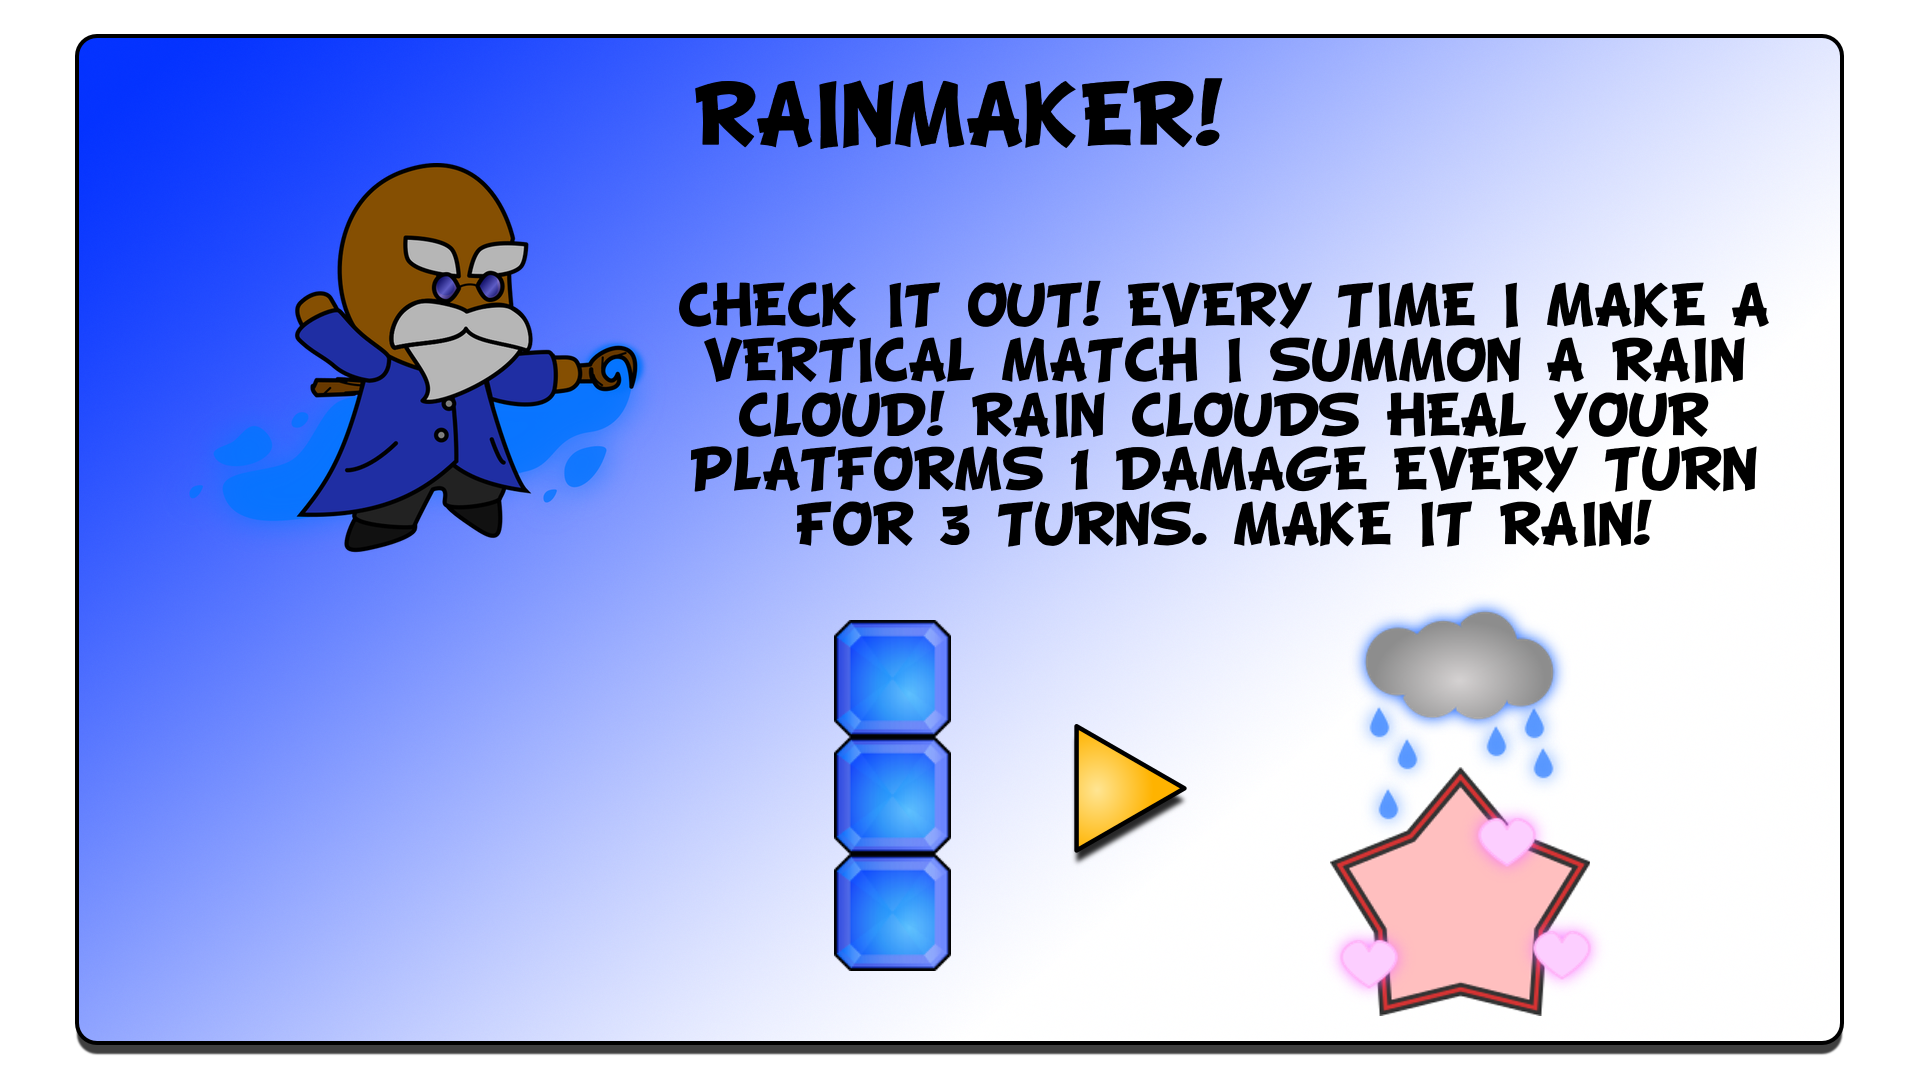 RAINMAKER!
CHECK IT OUT! EVERY TIME I MAKE A
VERTICAL MATCH I SUMMON A RAIN
CLOUD! RAIN CLOUDS HEAL YOUR
PLATFORMS 1 DAMAGE EVERY TURN
FOR 3 TURNS. MAKE IT RAIN!